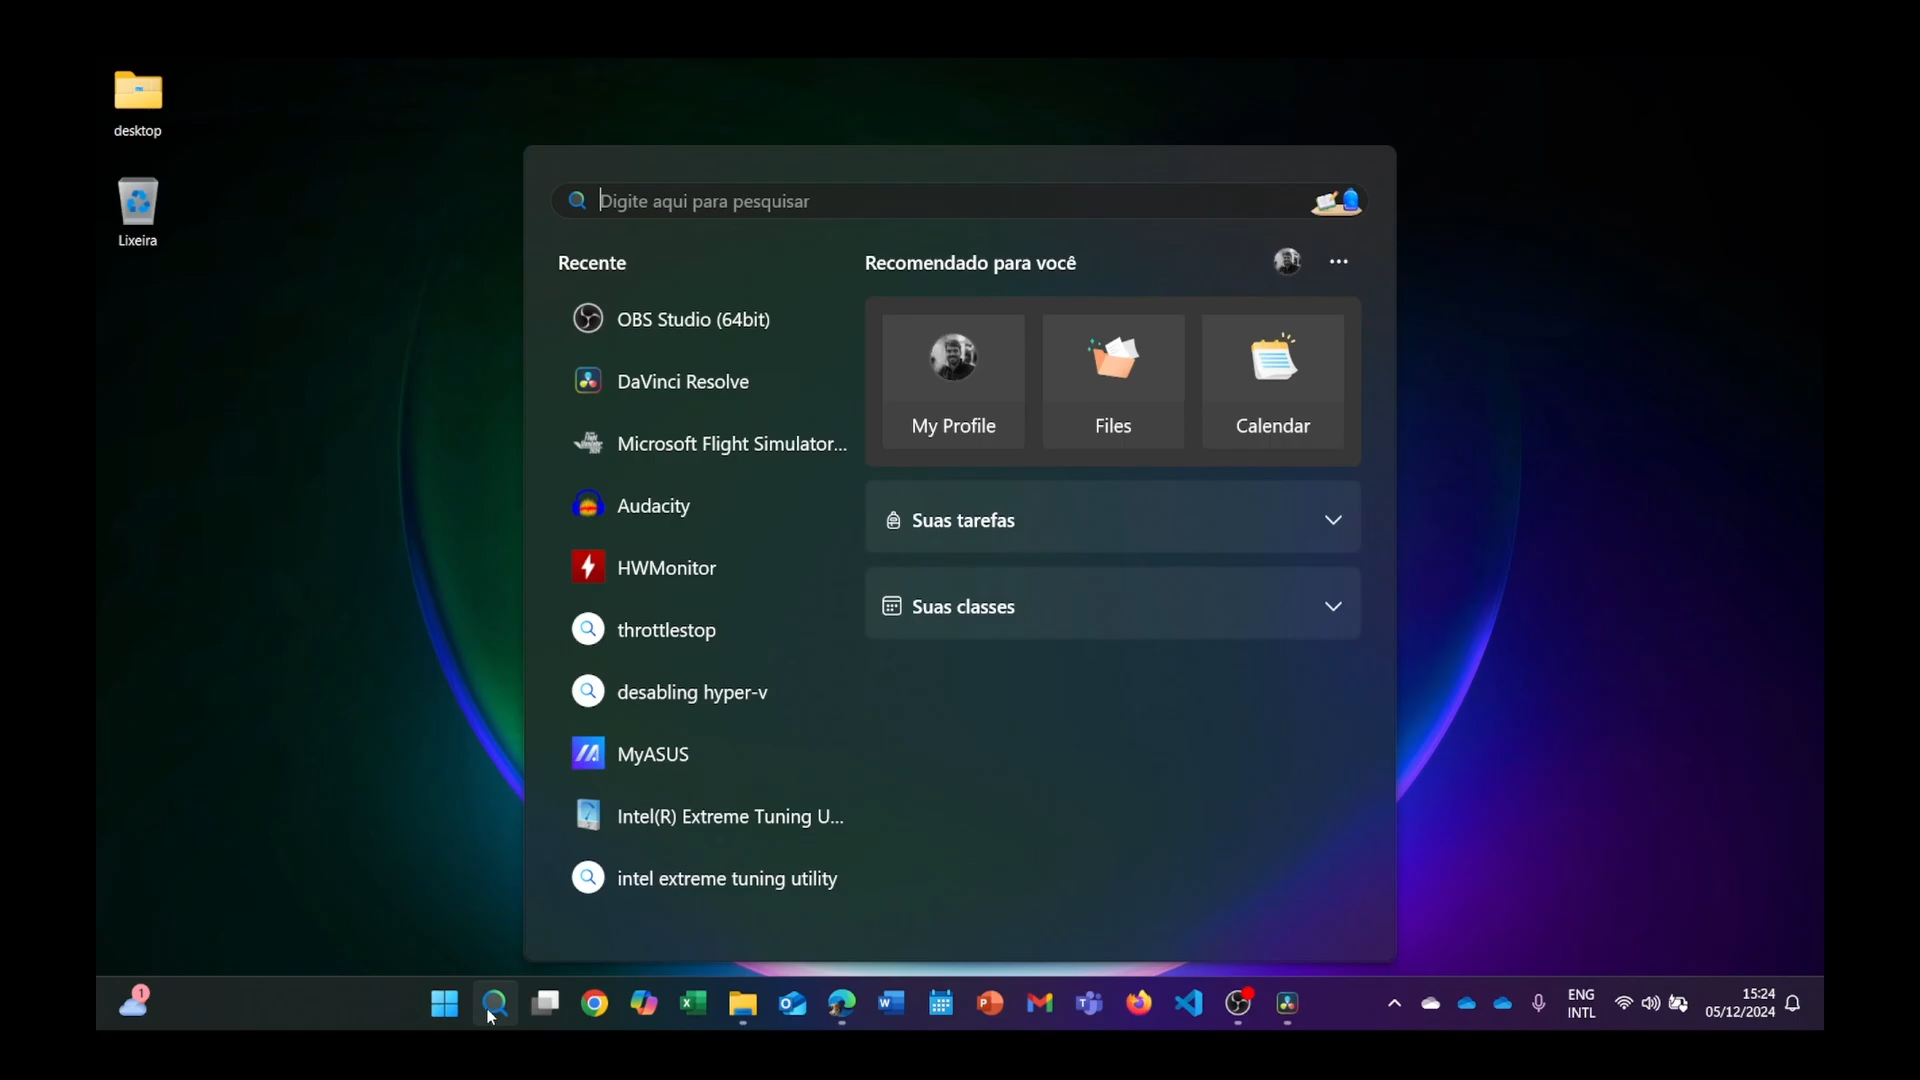 desktop
Lixeira
Digite aqui para pesquisar
Recente
OBS Studio (64bit)
DaVinci Resolve
Microsoft Flight Simulator...
Audacity
HWMonitor
throttlestop
desabling hyper-v
MyASUS
Intel(R) Extreme Tuning U...
intel extreme tuning utility
Recomendado para você
My Profile
Files
Calendar
Suas tarefas
Suas classes
1
ENG
INTL
15:24
05/12/2024